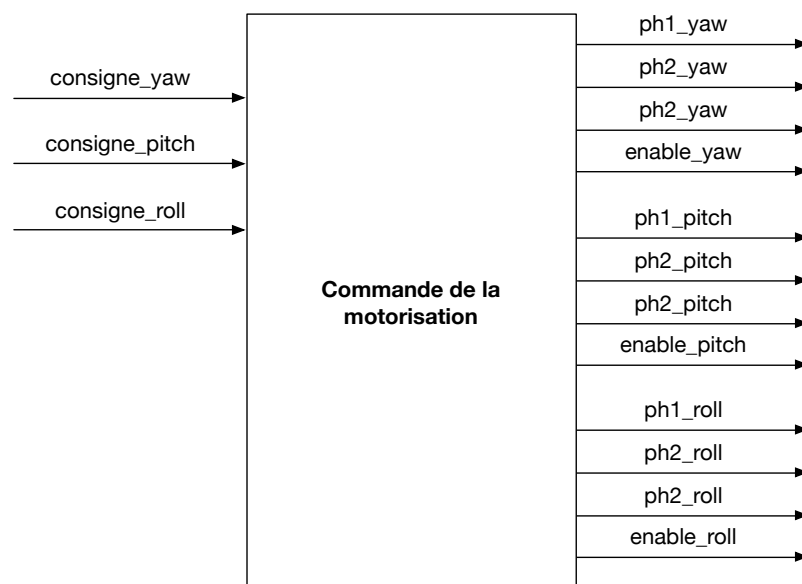 consigne_yaw
consigne_pitch
consigne_roll
Commande de la
motorisation
ph1_yaw
ph2_yaw
ph2_yaw
enable_yaw
ph1_pitch
ph2_pitch
ph2_pitch
enable_pitch
ph1_roll
ph2_roll
ph2_roll
enable_roll